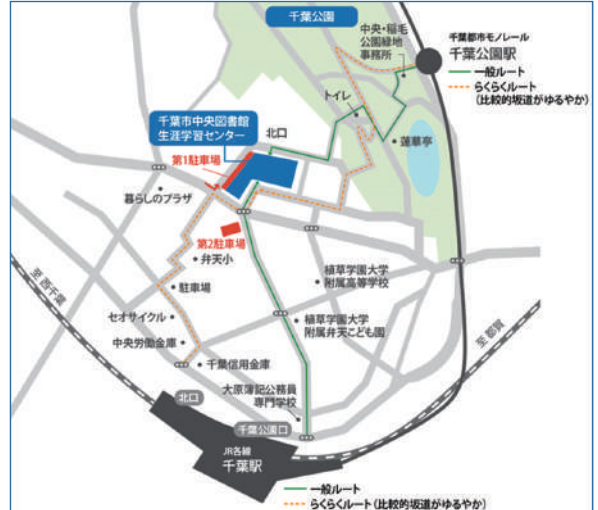 千葉公園
千葉都市モノレール
千葉公園駅
一般ルート
らくらくルート
(比較的坂道がゆるやか)
中央・稲毛
公園緑地
事務所
トイレ
蓮華亭
北口
千葉市中央図書館
生涯学習センター
第1駐車場
暮らしのプラザ
第2駐車場
弁天小
植草学園大学
附属高等学校
駐車場
植草学園大学
附属弁天こども園
至西千葉
至都賀
セオサイクル
中央労働金庫
千葉信用金庫
大原簿記公務員
専門学校
北口
千葉公園口
JR各線
千葉駅
一般ルート
らくらくルート(比較的坂道がゆるやか)